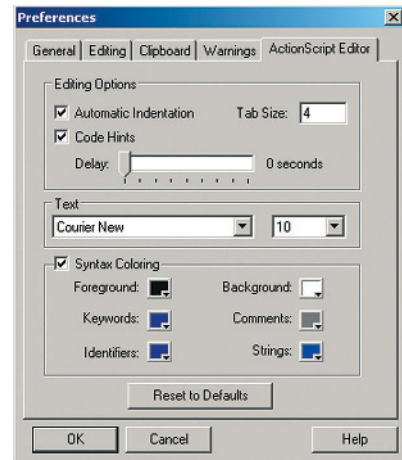 Preferences
General Editing Clipboard Warnings ActionScript Editor
Editing Options
Automatic Indentation Tab Size: 4
Code Hints
Delay: 0 seconds
Text
Courier New 10
Syntax Coloring
Foreground: Background:
Keywords: Comments:
Identifiers: Strings:
Reset to Defaults
OK Cancel Help